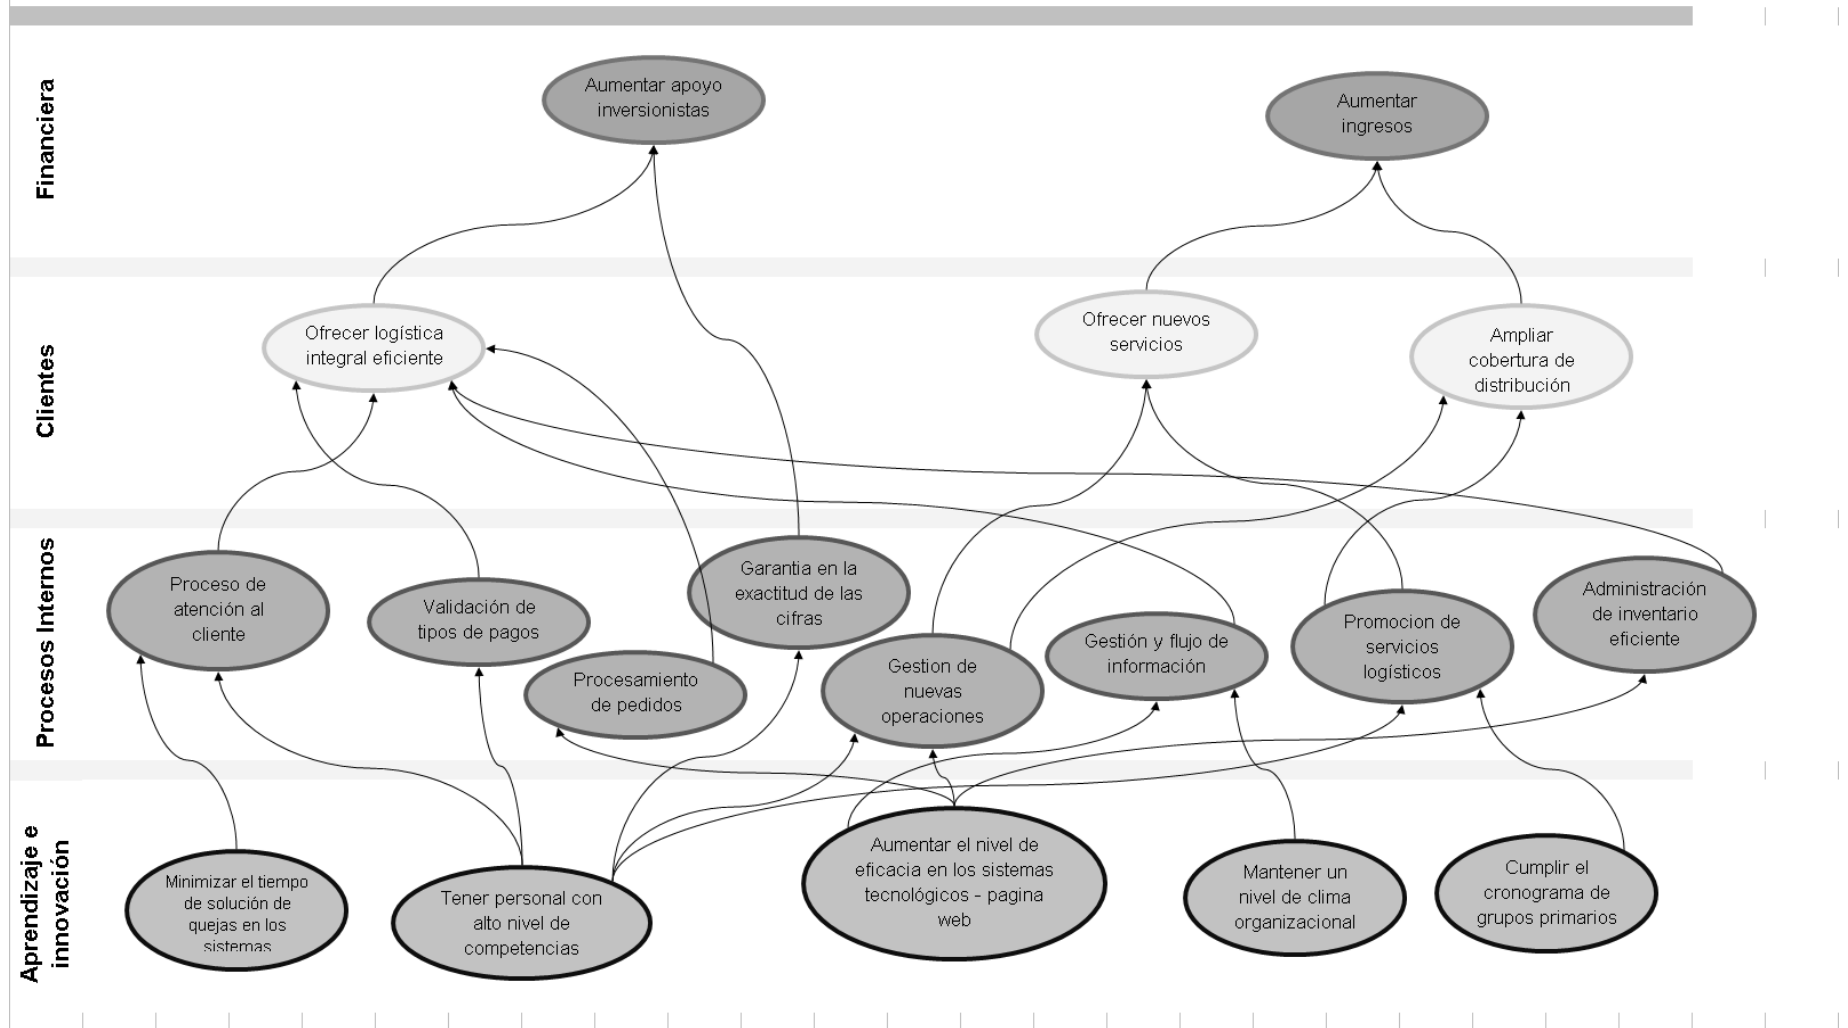 Financiera
Aumentar apoyo
inversionistas
Aumentar
ingresos
Clientes
Ofrecer logística
integral eficiente
Ofrecer nuevos
servicios
Ampliar
cobertura de
distribución
Procesos Internos
Proceso de
atención al
cliente
Validación de
tipos de pagos
Procesamiento
de pedidos
Garantia en la
exactitud de las
cifras
Gestion de
nuevas
operaciones
Gestión y flujo de
información
Promocion de
servicios
logísticos
Administración
de inventario
eficiente
Aprendizaje e
innovación
Minimizar el tiempo
de solución de
quejas en los
sistemas
Tener personal con
alto nivel de
competencias
Aumentar el nivel de
eficacia en los sistemas
tecnológicos - pagina
web
Mantener un
nivel de clima
organizacional
Cumplir el
cronograma de
grupos primarios